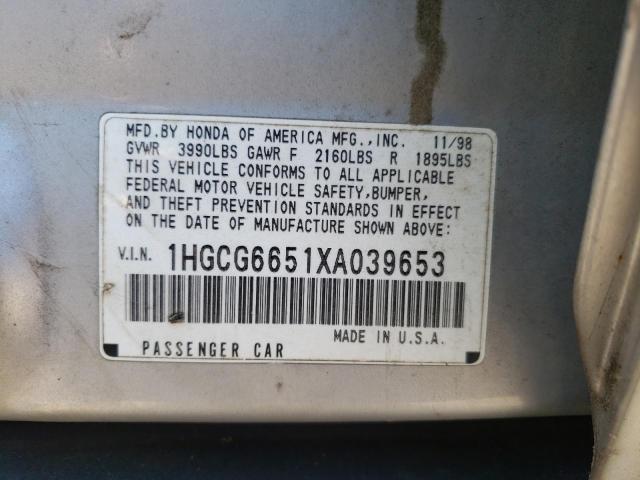 MFD.BY HONDA OF AMERICA MFG.,INC. 11/98
GVWR 3990LBS GAWR F 2160LBS R 1895LBS
THIS VEHICLE CONFORMS TO ALL APPLICABLE
FEDERAL MOTOR VEHICLE SAFETY,BUMPER,
AND THEFT PREVENTION STANDARDS IN EFFECT
ON THE DATE OF MANUFACTURE SHOWN ABOVE:
V.I.N. 1HGCG6651XA039653
MADE IN U.S.A.
PASSENGER CAR